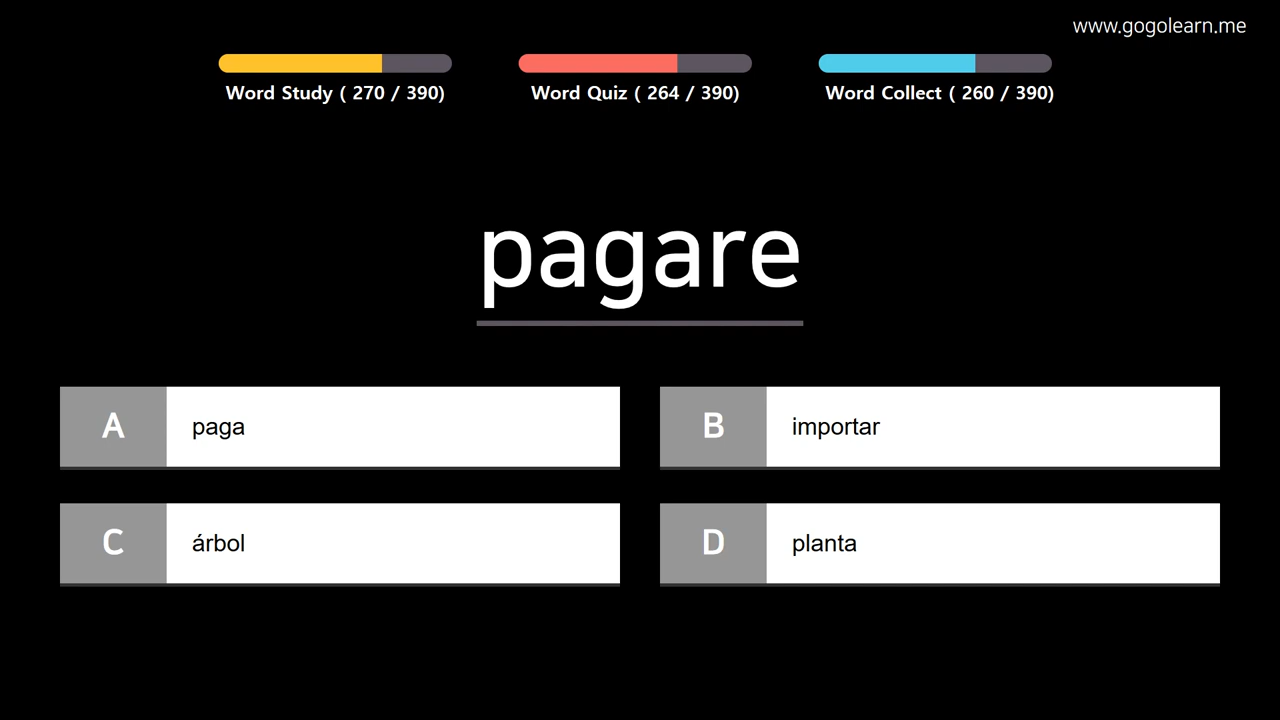 www.gogolearn.me
Word Study ( 270 / 390)
Word Quiz ( 264 / 390)
Word Collect ( 260 / 390)
pagare
A paga
B importar
C árbol
D planta